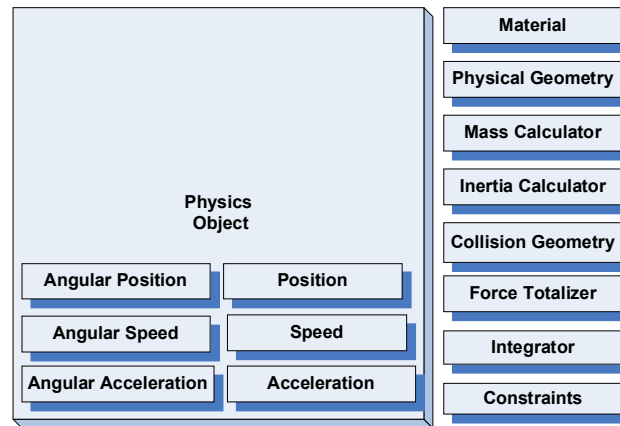 Physics
Object
Angular Position
Position
Angular Speed
Speed
Angular Acceleration
Acceleration
Material
Physical Geometry
Mass Calculator
Inertia Calculator
Collision Geometry
Force Totalizer
Integrator
Constraints